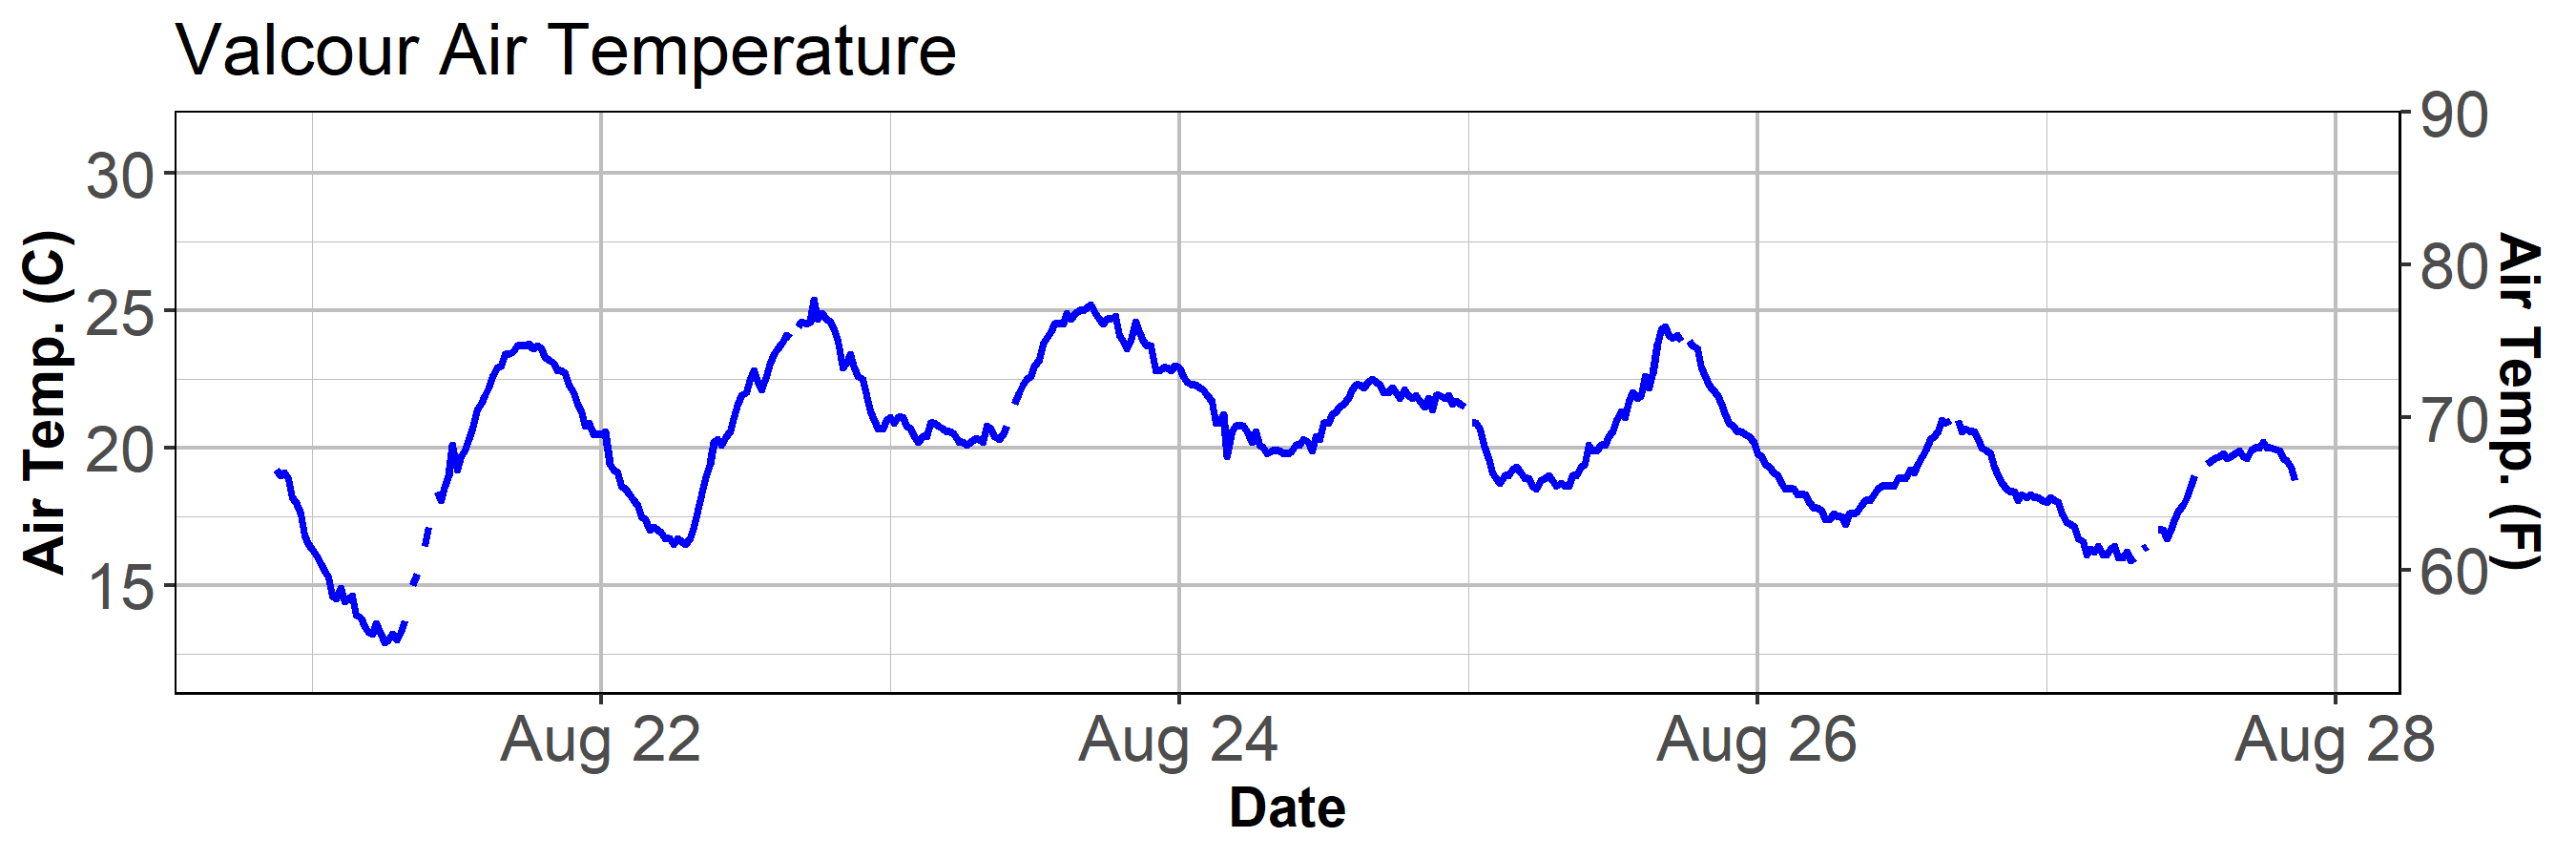 Valcour Air Temperature
Air Temp. (C)
30
25
20
15
90
80
70
60
Air Temp. (F)
Aug 22 Aug 24 Aug 26 Aug 28
Date